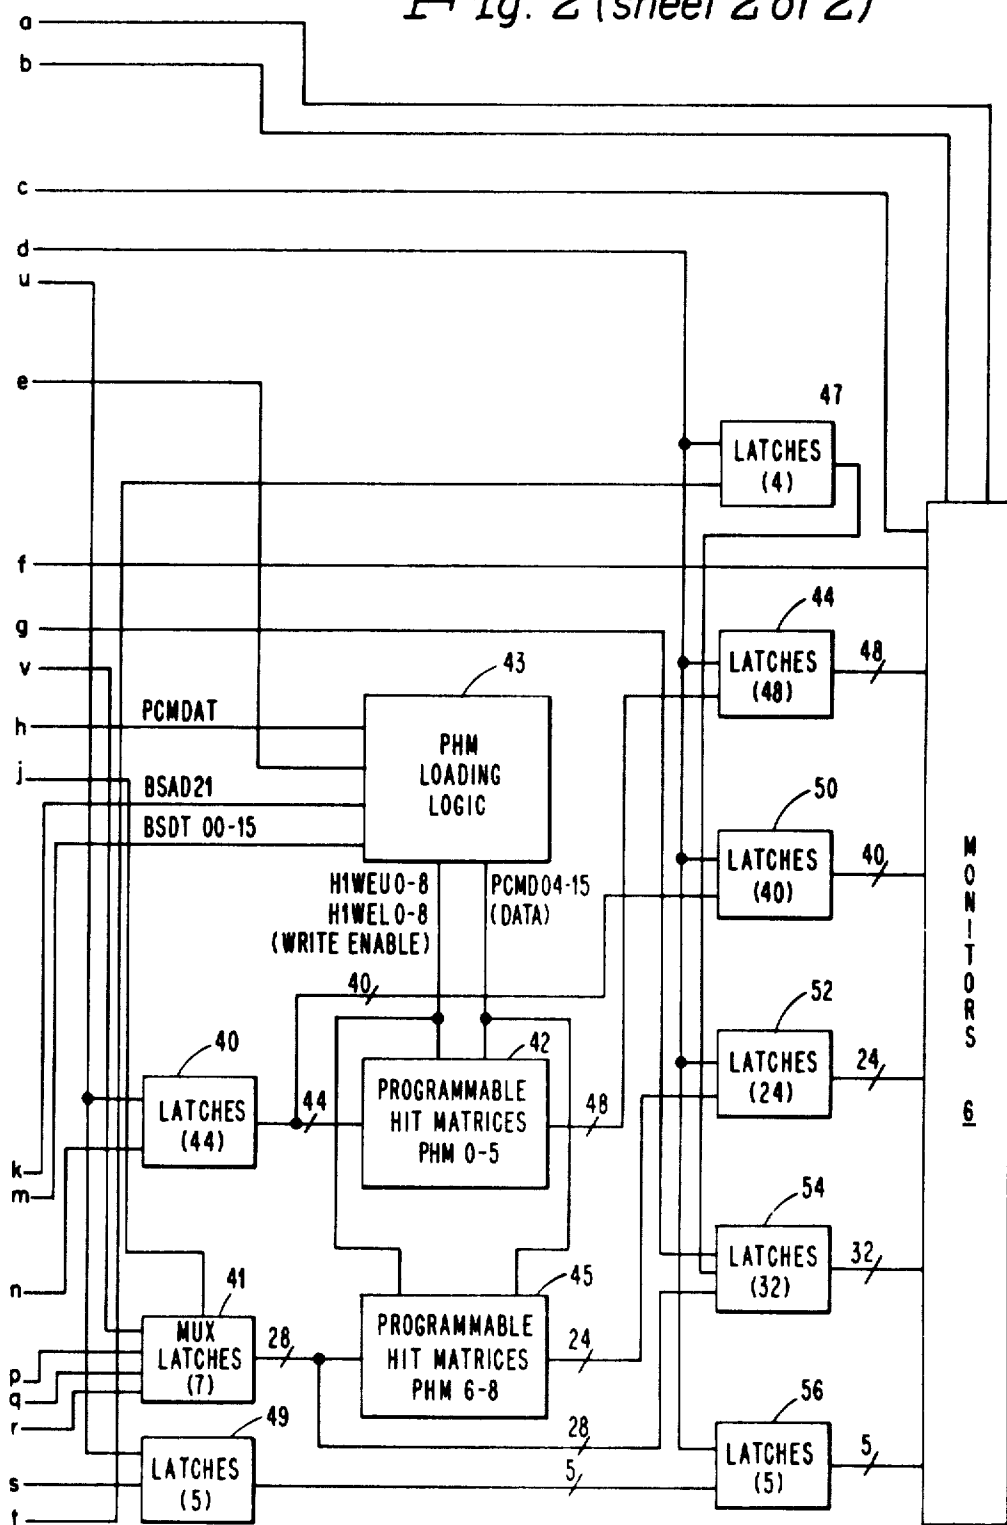 Fig. 2 (sheet 2 of 2)
a
b
c
d
u
e
47
LATCHES
(4)
f
g
44
LATCHES
(48)
48
v
43
h
PCMDAT
PHM
LOADING
LOGIC
j
BSAD21
BSDT 00-15
50
LATCHES
(40)
40
MONITORS
6
H1WEU0-8
H1WEL0-8
(WRITE ENABLE)
PCMD04-15
(DATA)
40
52
LATCHES
(24)
24
40
LATCHES
(44)
44
42
PROGRAMMABLE
HIT MATRICES
PHM 0-5
48
k
m
54
LATCHES
(32)
32
n
41
MUX
LATCHES
(7)
28
45
PROGRAMMABLE
HIT MATRICES
PHM 6-8
24
p
q
r
28
49
LATCHES
(5)
5
56
LATCHES
(5)
5
s
t